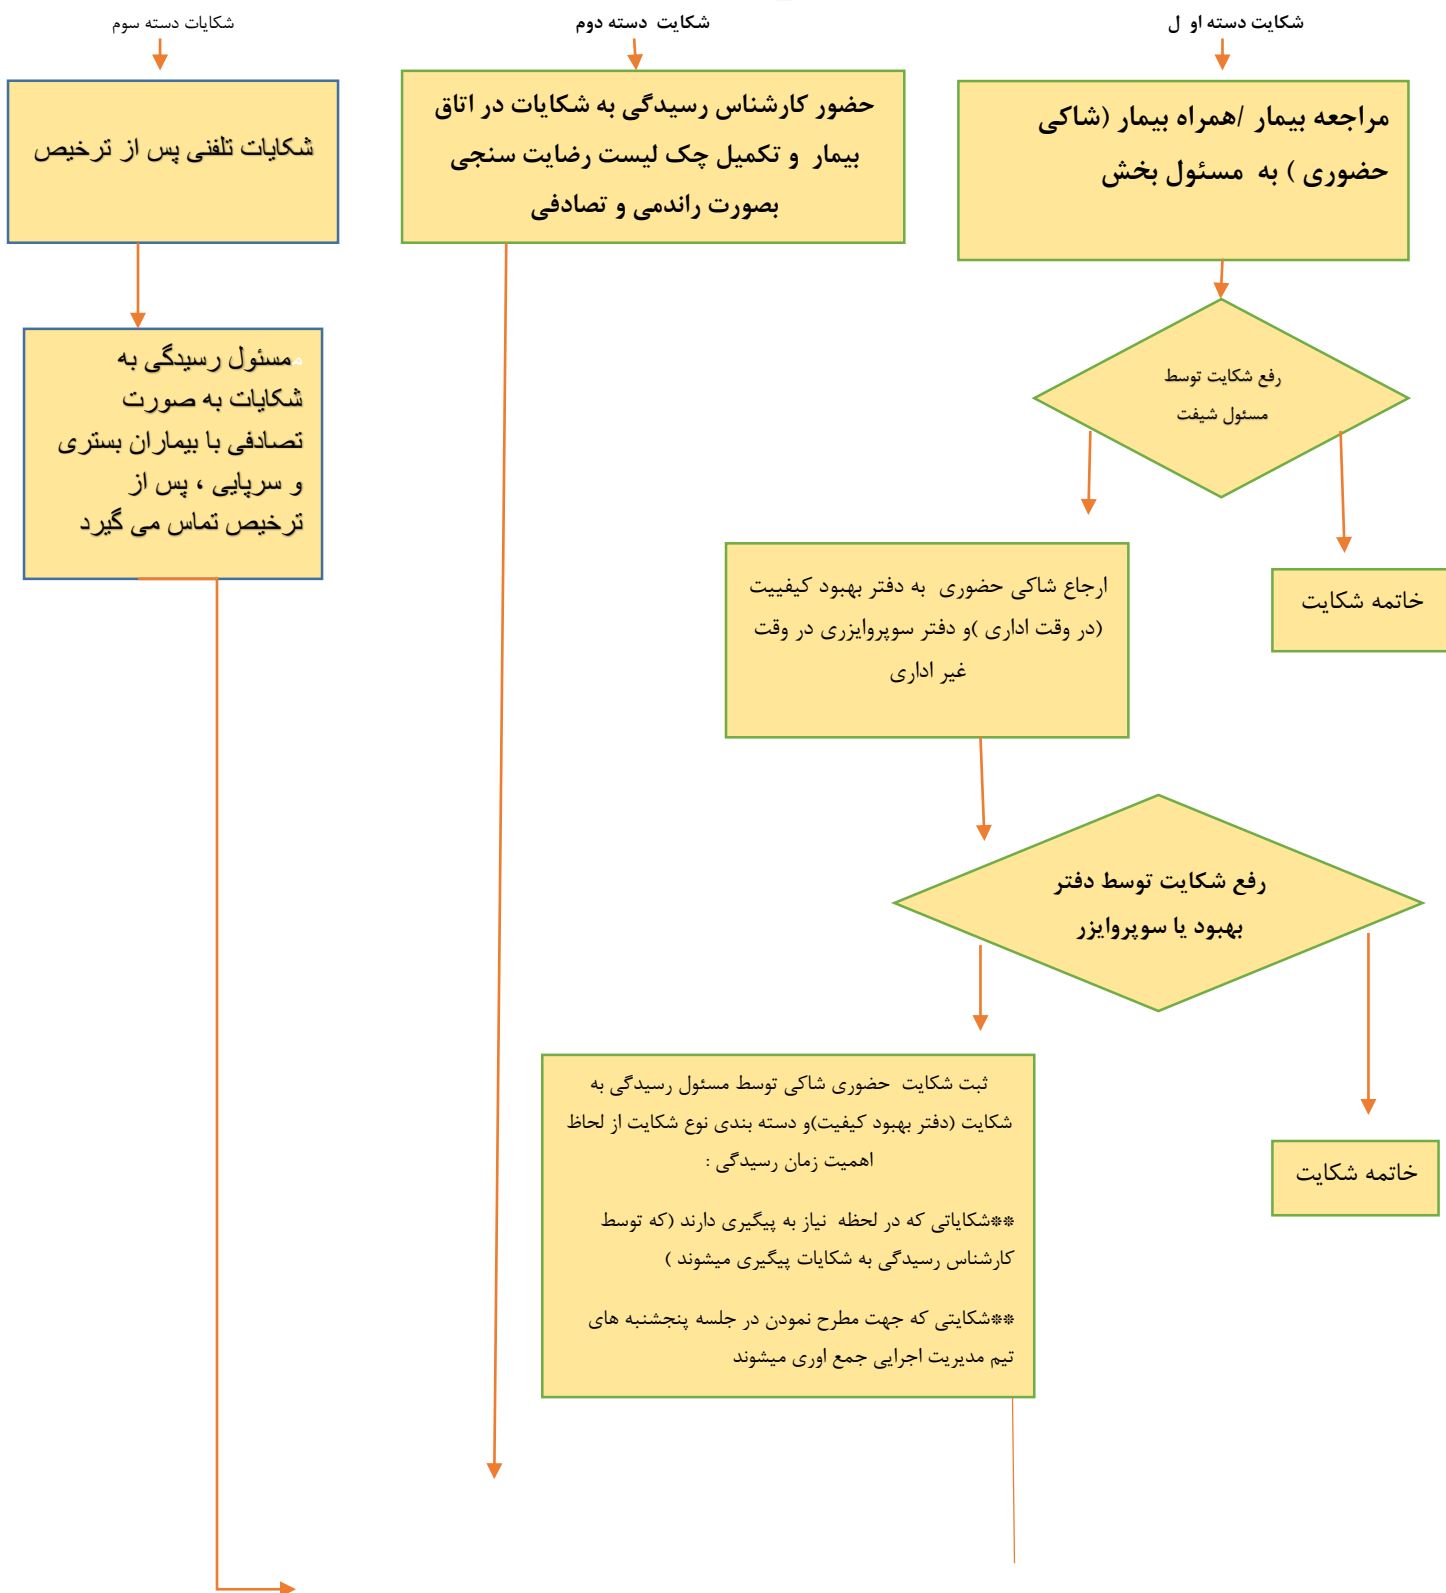 شکایت دسته او ل
مراجعه بیمار /همراه بیمار (شاکی
حضوری ) به مسئول بخش
رفع شکایت توسط
مسئول شیفت
خاتمه شکایت
ارجاع شاکی حضوری به دفتر بهبود کیفییت
(در وقت اداری )و دفتر سوپروایزری در وقت
غیر اداری
رفع شکایت توسط دفتر
بهبود یا سوپروایزر
خاتمه شکایت
ثبت شکایت حضوری شاکی توسط مسئول رسیدگی به
شکایت (دفتر بهبود کیفیت)و دسته بندی نوع شکایت از لحاظ
اهمیت زمان رسیدگی :
**شکایاتی که در لحظه نیاز به پیگیری دارند (که توسط
کارشناس رسیدگی به شکایات پیگیری میشوند )
**شکایتی که جهت مطرح نمودن در جلسه پنجشنبه های
تیم مدیریت اجرایی جمع اوری میشوند
شکایت دسته دوم
حضور کارشناس رسیدگی به شکایات در اتاق
بیمار و تکمیل چک لیست رضایت سنجی
بصورت راندمی و تصادفی
شکایات دسته سوم
شکایات تلفنی پس از ترخیص
ممسئول رسیدگی به
شکایات به صورت
تصادفی با بیماران بستری
و سرپایی ، پس از
ترخیص تماس می گیرد